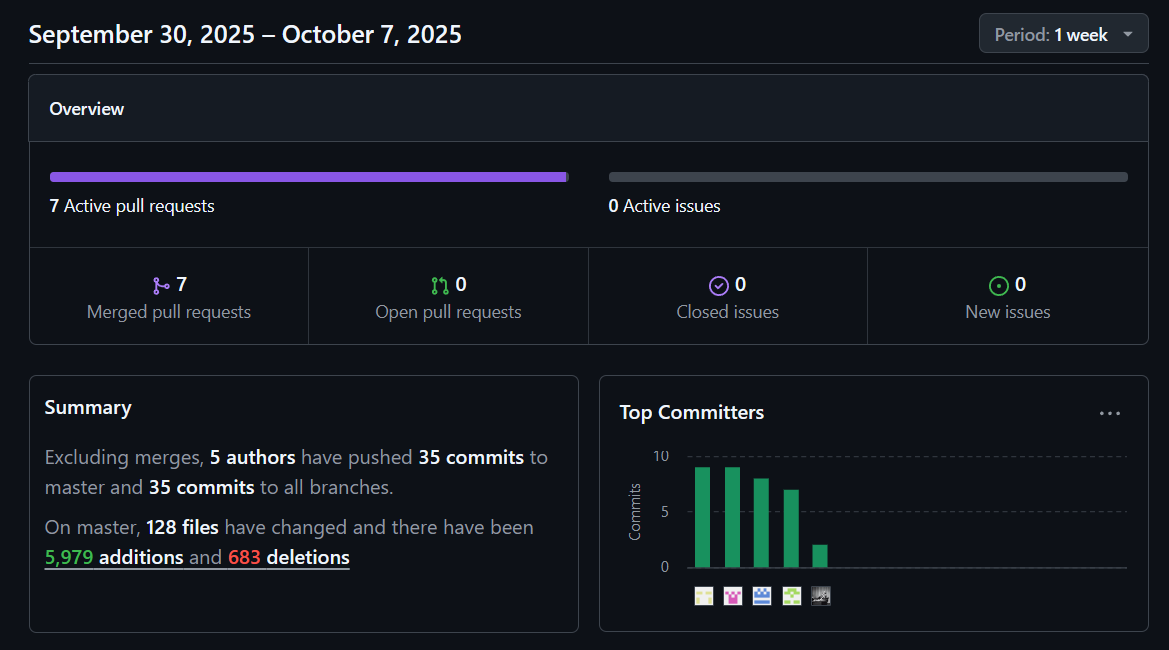 September 30, 2025 – October 7, 2025
Period: 1 week
Overview
7 Active pull requests
0 Active issues
7
Merged pull requests
0
Open pull requests
0
Closed issues
0
New issues
Summary
Excluding merges, 5 authors have pushed 35 commits to
master and 35 commits to all branches.
On master, 128 files have changed and there have been
5,979 additions and 683 deletions
Top Committers
10
5
0
Commits